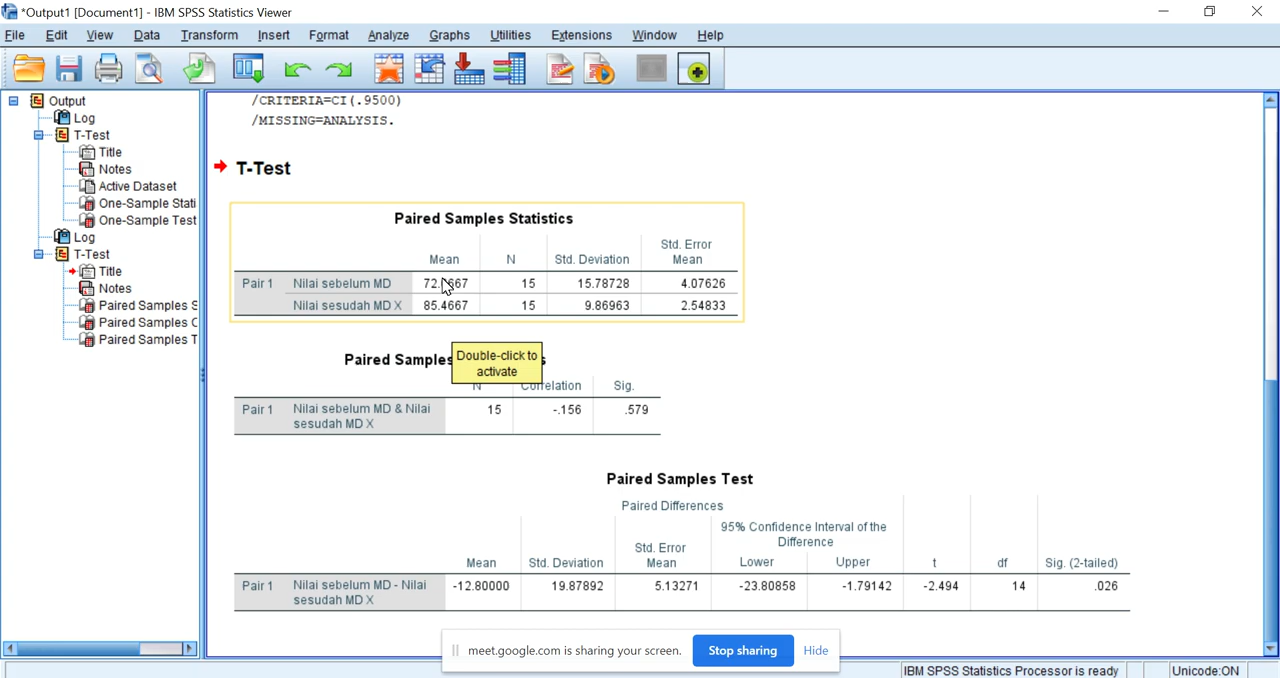 *Output1 [Document1] - IBM SPSS Statistics Viewer
File Edit View Data Transform Insert Format Analyze Graphs Utilities Extensions Window Help
Output
Log
T-Test
Title
Notes
Active Dataset
One-Sample Stati
One-Sample Test
Log
T-Test
Title
Notes
Paired Samples S
Paired Samples C
Paired Samples T
/CRITERIA=CI(.9500)
/MISSING=ANALYSIS.
T-Test
Paired Samples Statistics
Mean N Std. Deviation Std. Error Mean
Pair 1 Nilai sebelum MD 15 15.78728 4.07626
Nilai sesudah MD X 85.4667 15 9.86963 2.54833
Paired Samples
Double-click to
activate
N Correlation Sig.
Pair 1 Nilai sebelum MD & Nilai 15 -.156 .579
sesudah MD X
Paired Samples Test
Paired Differences
95% Confidence Interval of the
Difference
Mean Std. Deviation Std. Error Mean Lower Upper t df Sig. (2-tailed)
Pair 1 Nilai sebelum MD - Nilai -12.80000 19.87892 5.13271 -23.80858 -1.79142 -2.494 14 .026
sesudah MD X
meet.google.com is sharing your screen. Stop sharing Hide
IBM SPSS Statistics Processor is ready Unicode:ON